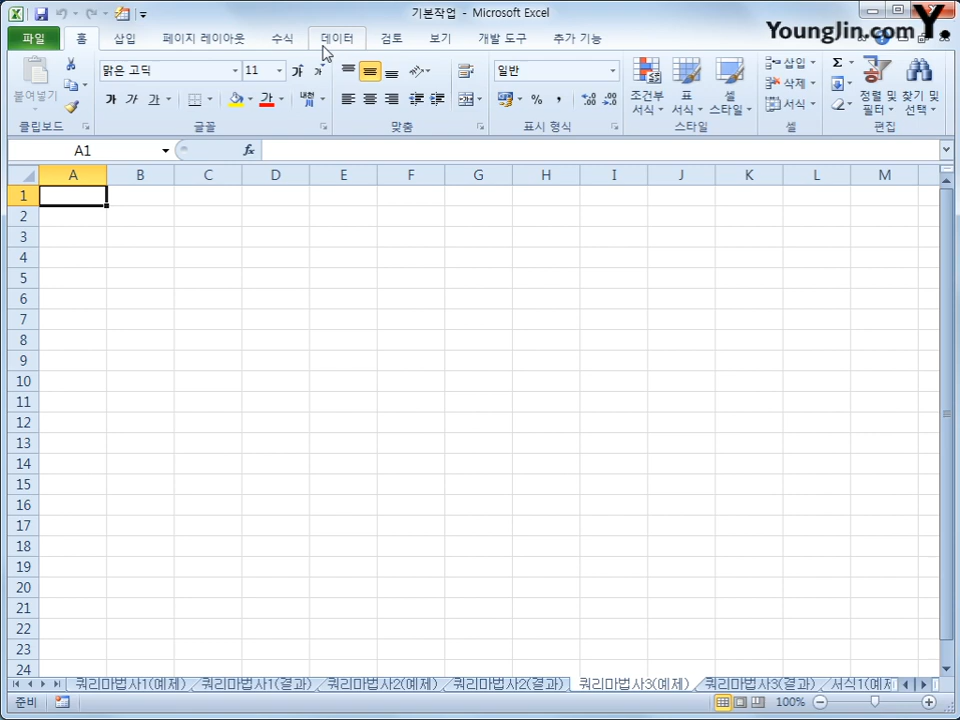 기본작업 - Microsoft Excel
Younglin.com Y.
파일 홈 삽입 페이지 레이아웃 수식 데이터 검토 보기 개발 도구 추가 기능
붙여넣기
맑은 고딕 11 가 가
가 가 가 가 내천
일반
% ,
조건부 서식
표 서식
셀 스타일
삽입
삭제
서식
Σ
정렬 및 필터
찾기 및 선택
클립보드 글꼴 맞춤 표시 형식 스타일 셀 편집
A1 fx
A B C D E F G H I J K L M
1
2
3
4
5
6
7
8
9
10
11
12
13
14
15
16
17
18
19
20
21
22
23
24
쿼리마법사1(예제) 쿼리마법사1(결과) 쿼리마법사2(예제) 쿼리마법사2(결과) 쿼리마법사3(예제) 쿼리마법사3(결과) 서식1(예제
준비 100%